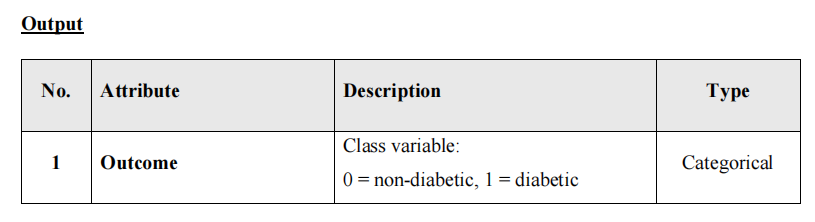 Output
No. Attribute Description Type
1 Outcome Class variable: Categorical
0 = non-diabetic, 1 = diabetic